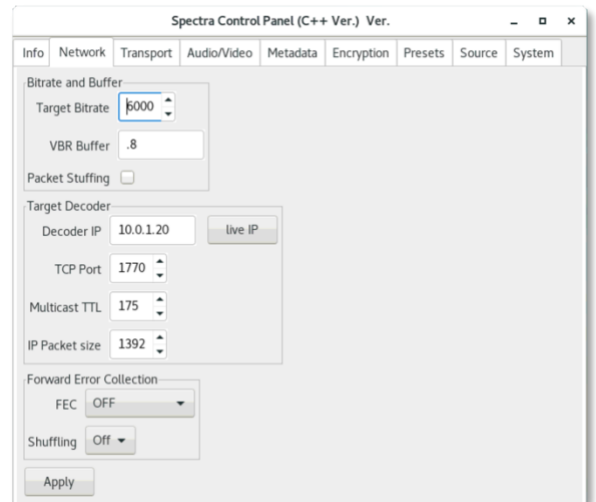 Spectra Control Panel (C++ Ver.) Ver.
Info Network Transport Audio/Video Metadata Encryption Presets Source System
Bitrate and Buffer
Target Bitrate 6000
VBR Buffer .8
Packet Stuffing
Target Decoder
Decoder IP 10.0.1.20 live IP
TCP Port 1770
Multicast TTL 175
IP Packet size 1392
Forward Error Collection
FEC OFF
Shuffling Off
Apply